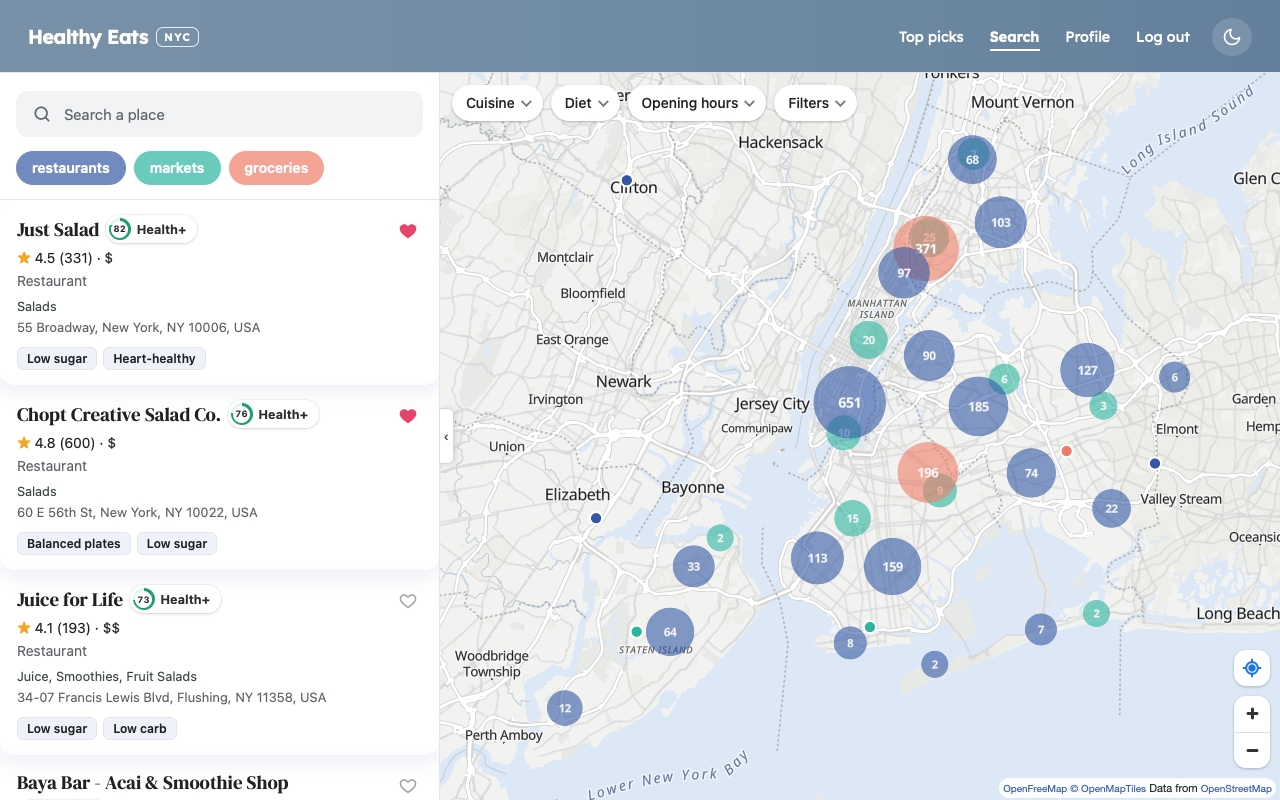 Healthy Eats NYC
Top picks Search Profile Log out
Search a place
restaurants markets groceries
Just Salad 82 Health+
4.5 (331) · $
Restaurant
Salads
55 Broadway, New York, NY 10006, USA
Low sugar Heart-healthy
Chopt Creative Salad Co. 76 Health+
4.8 (600) · $
Restaurant
Salads
60 E 56th St, New York, NY 10022, USA
Balanced plates Low sugar
Juice for Life 73 Health+
4.1 (193) · $$
Restaurant
Juice, Smoothies, Fruit Salads
34-07 Francis Lewis Blvd, Flushing, NY 11358, USA
Low sugar Low carb
Baya Bar - Acai & Smoothie Shop
Cuisine Diet Opening hours Filters
Yonkers
Mount Vernon
Long Island Sound
Hackensack
68
Glen C
Clifton
103
25
371
Montclair
97
Bloomfield
MANHATTAN
ISLAND
East Orange
20
90
127
Newark
6
6
Irvington
651
185
3
Garden
Jersey City
Communipaw
10
Elmont
Hemp
Union
196
74
Bayonne
9
Elizabeth
Valley Stream
22
15
2
Oceansid
113
159
33
64
8
7
2
Long Beach
STATEN ISLAND
Woodbridge
Township
2
12
Perth Amboy
Lower New York Bay
OpenFreeMap © OpenMapTiles Data from OpenStreetMap